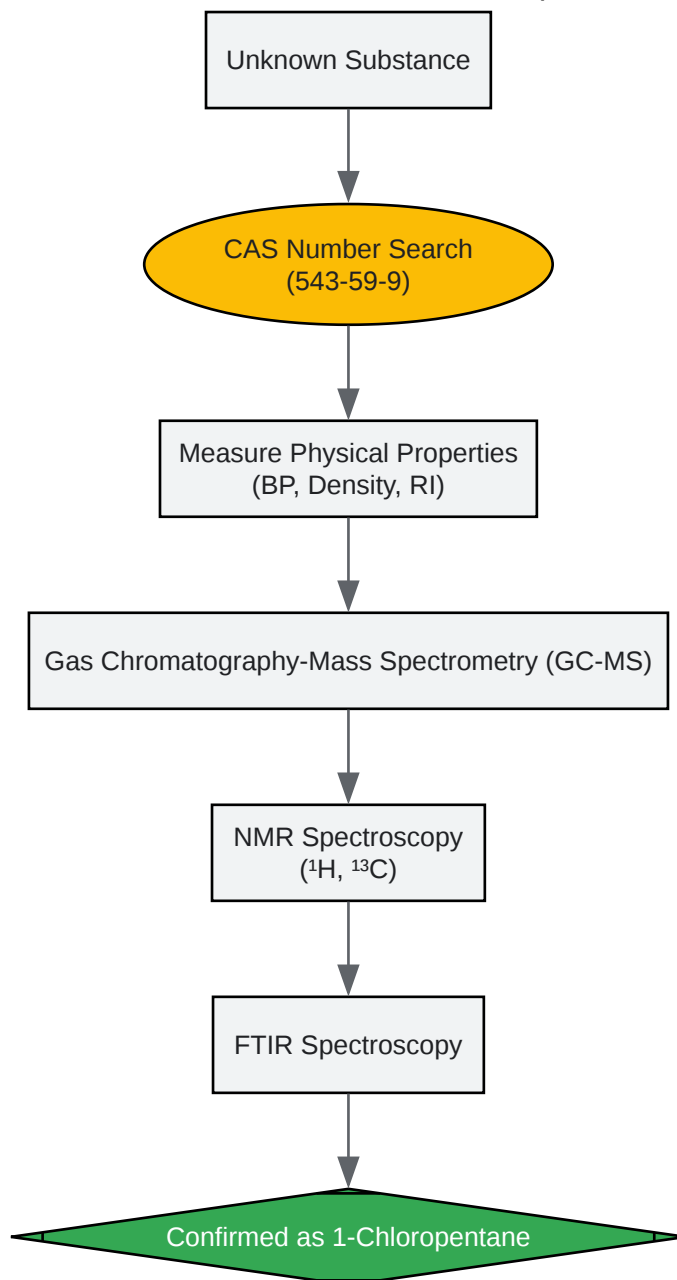 Unknown Substance
CAS Number Search
(543-59-9)
Measure Physical Properties
(BP, Density, RI)
Gas Chromatography-Mass Spectrometry (GC-MS)
NMR Spectroscopy
(¹H, ¹³C)
FTIR Spectroscopy
Confirmed as 1-Chloropentane